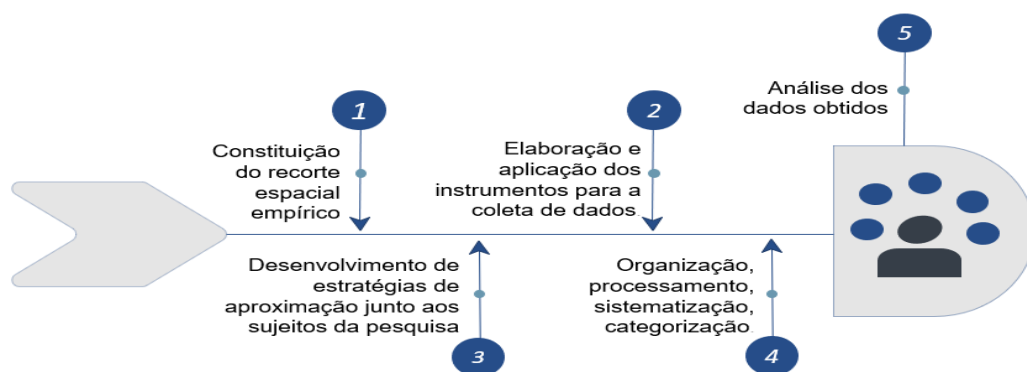 1
Constituição
do recorte
espacial
empírico
2
Elaboração e
aplicação dos
instrumentos para a
coleta de dados.
5
Análise dos
dados obtidos
Desenvolvimento de
estratégias de
aproximação junto aos
sujeitos da pesquisa
3
Organização,
processamento,
sistematização,
categorização.
4